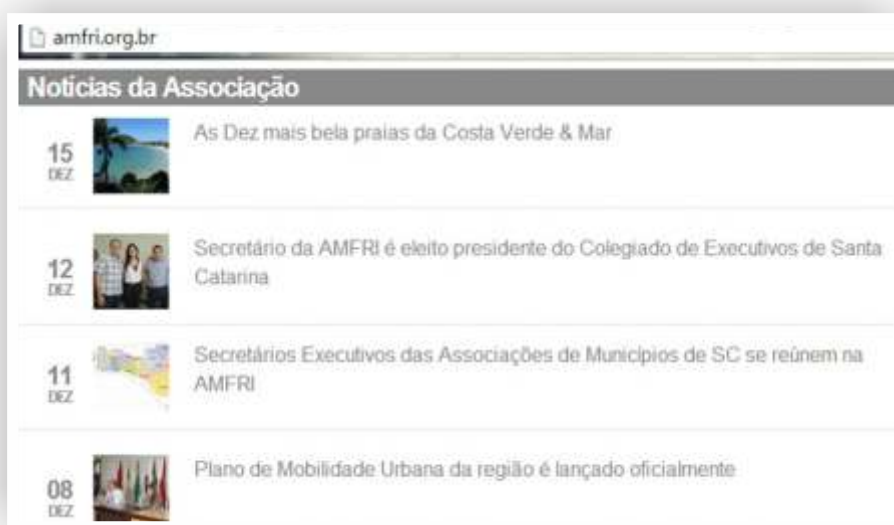 amfri.org.br
Notícias da Associação
As Dez mais bela praias da Costa Verde & Mar
15
DEZ
Secretário da AMFRI é eleito presidente do Colegiado de Executivos de Santa
Catarina
12
DEZ
Secretários Executivos das Associações de Municípios de SC se reúnem na
AMFRI
11
DEZ
Plano de Mobilidade Urbana da região é lançado oficialmente
08
DEZ